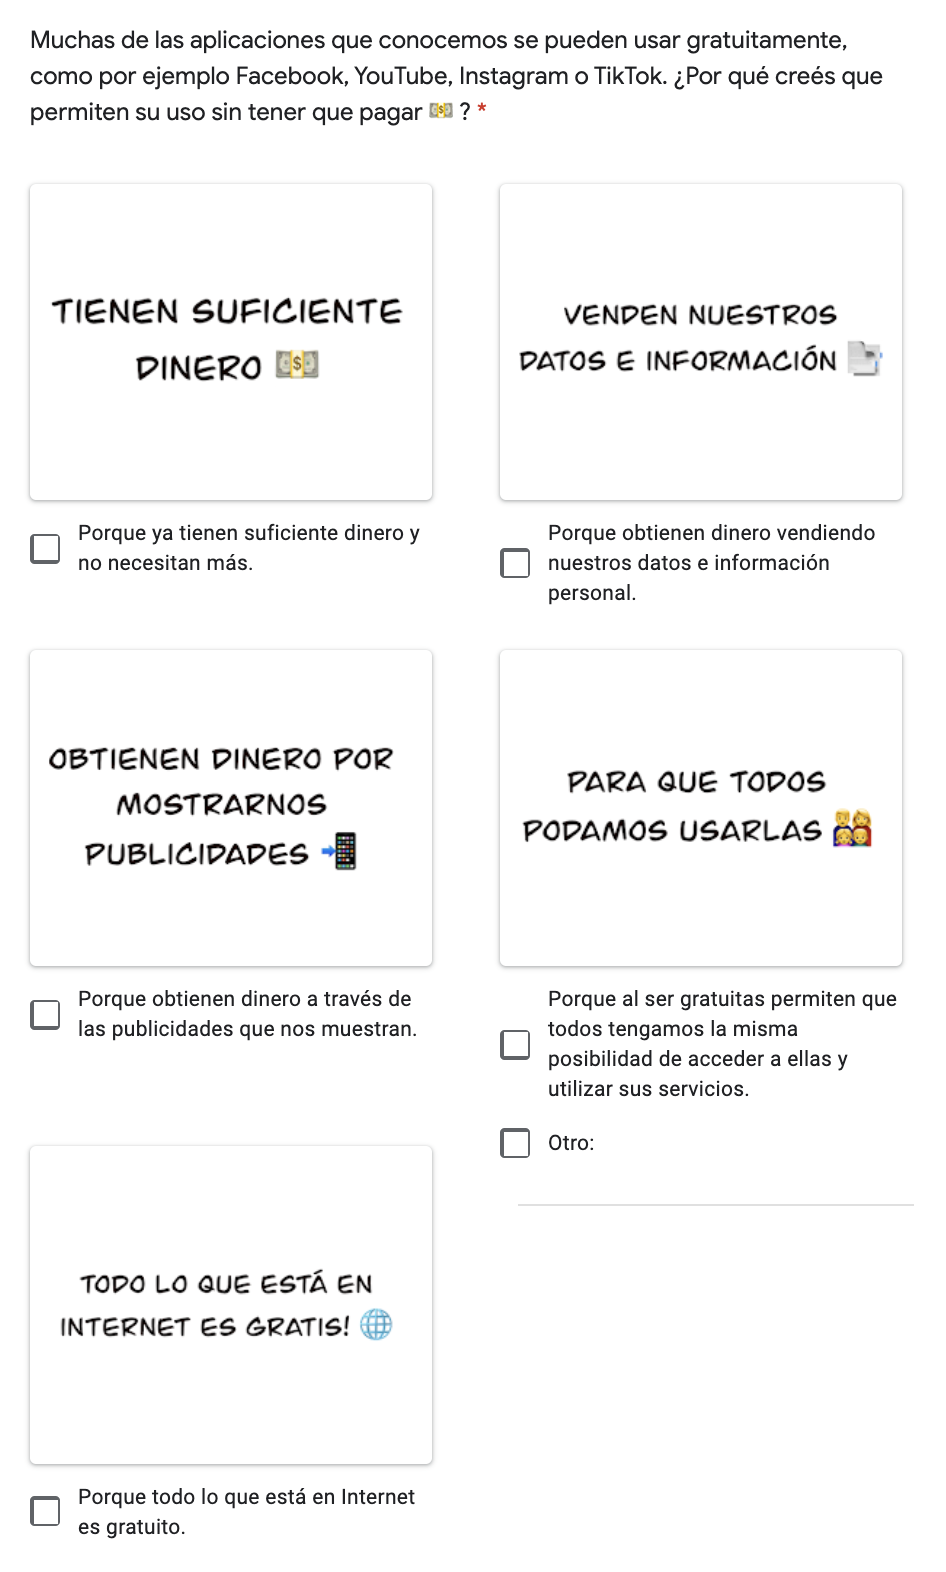 Muchas de las aplicaciones que conocemos se pueden usar gratuitamente,
como por ejemplo Facebook, YouTube, Instagram o TikTok. ¿Por qué creés que
permiten su uso sin tener que pagar 💵 ? *
TIENEN SUFICIENTE
DINERO 💵
Porque ya tienen suficiente dinero y
no necesitan más.
VENDEN NUESTROS
DATOS E INFORMACIÓN 📑
Porque obtienen dinero vendiendo
nuestros datos e información
personal.
OBTIENEN DINERO POR
MOSTRARNOS
PUBLICIDADES 📲
Porque obtienen dinero a través de
las publicidades que nos muestran.
PARA QUE TODOS
PODAMOS USARLAS 👨‍👩‍👧‍👦
Porque al ser gratuitas permiten que
todos tengamos la misma
posibilidad de acceder a ellas y
utilizar sus servicios.
TODO LO QUE ESTÁ EN
INTERNET ES GRATIS! 🌐
Porque todo lo que está en Internet
es gratuito.
Otro: